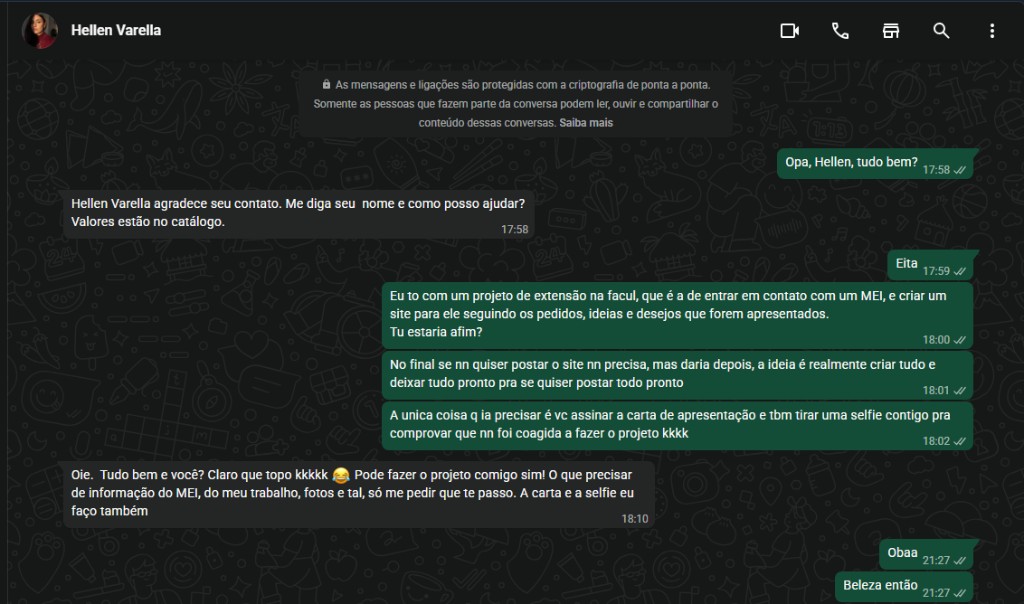 Hellen Varella
As mensagens e ligações são protegidas com a criptografia de ponta a ponta.
Somente as pessoas que fazem parte da conversa podem ler, ouvir e compartilhar o
conteúdo dessas conversas. Saiba mais
Opa, Hellen, tudo bem? 17:58
Hellen Varella agradece seu contato. Me diga seu  nome e como posso ajudar?
Valores estão no catálogo.
17:58
Eita 17:59
Eu to com um projeto de extensão na facul, que é a de entrar em contato com um MEI, e criar um
site para ele seguindo os pedidos, ideias e desejos que forem apresentados.
Tu estaria afim?
18:00
No final se nn quiser postar o site nn precisa, mas daria depois, a ideia é realmente criar tudo e
deixar tudo pronto pra se quiser postar todo pronto
18:01
A unica coisa q ia precisar é vc assinar a carta de apresentação e tbm tirar uma selfie contigo pra
comprovar que nn foi coagida a fazer o projeto kkkk
18:02
Oie.  Tudo bem e você? Claro que topo kkkkk 😂 Pode fazer o projeto comigo sim! O que precisar
de informação do MEI, do meu trabalho, fotos e tal, só me pedir que te passo. A carta e a selfie eu
faço também
18:10
Obaa 21:27
Beleza então 21:27